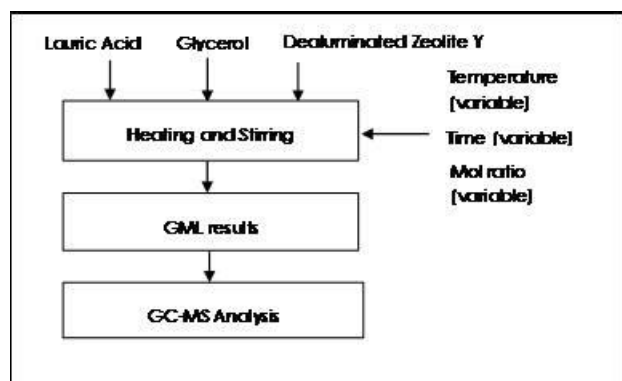 Lauric Acid Glycerol Dealuminated Zeolite Y
Temperature
(variable)
Heating and Stirring
Time (variable)
Mol ratio
(variable)
GML results
GC-MS Analysis